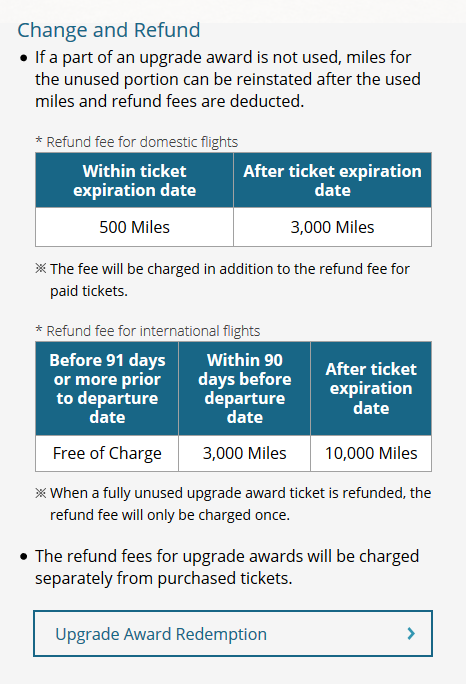 Change and Refund
● If a part of an upgrade award is not used, miles for
the unused portion can be reinstated after the used
miles and refund fees are deducted.
* Refund fee for domestic flights
Within ticket expiration date
After ticket expiration date
500 Miles
3,000 Miles
※ The fee will be charged in addition to the refund fee for
paid tickets.
* Refund fee for international flights
Before 91 days or more prior to departure date
Within 90 days before departure date
After ticket expiration date
Free of Charge
3,000 Miles
10,000 Miles
※ When a fully unused upgrade award ticket is refunded, the
refund fee will only be charged once.
● The refund fees for upgrade awards will be charged
separately from purchased tickets.
Upgrade Award Redemption